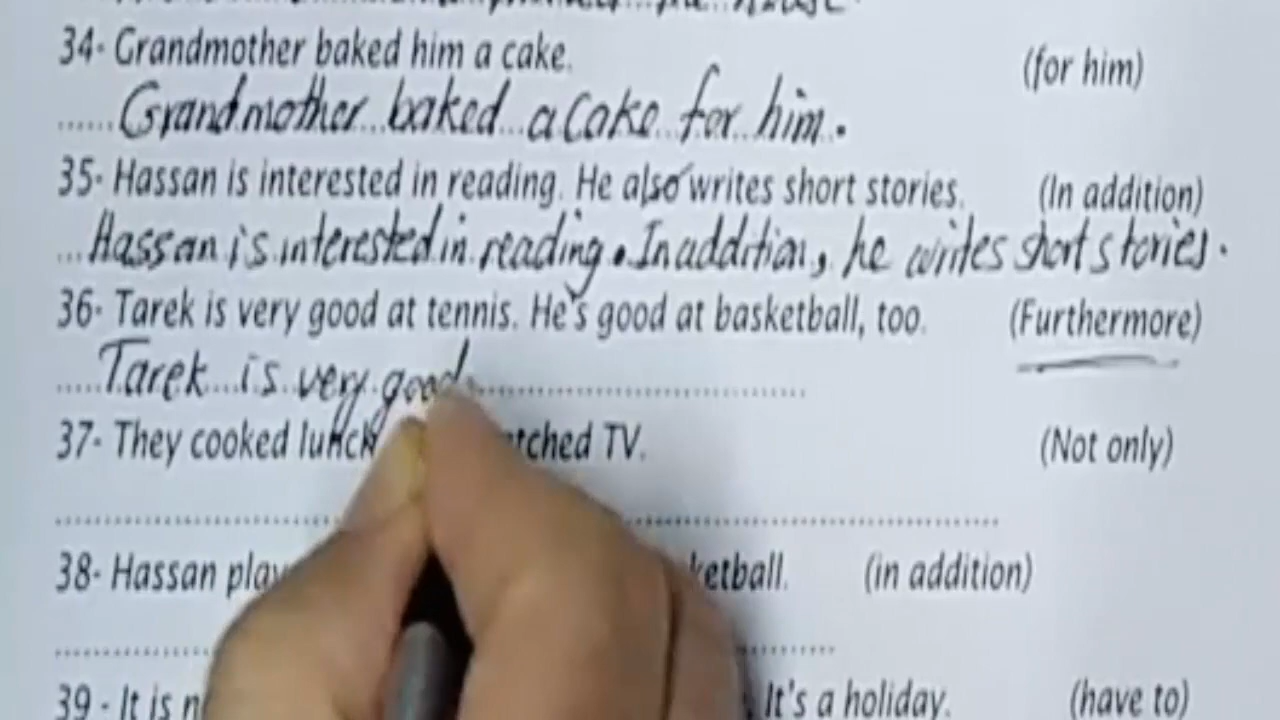 34- Grandmother baked him a cake. (for him)
Grandmother baked a cake for him.
35- Hassan is interested in reading. He also writes short stories. (In addition)
Hassan is interested in reading. In addition, he writes short stories.
36- Tarek is very good at tennis. He's good at basketball, too. (Furthermore)
Tarek is very good
37- They cooked lunch TV. (Not only)
38- Hassan (in addition)
39 - It is It's a holiday. (have to)